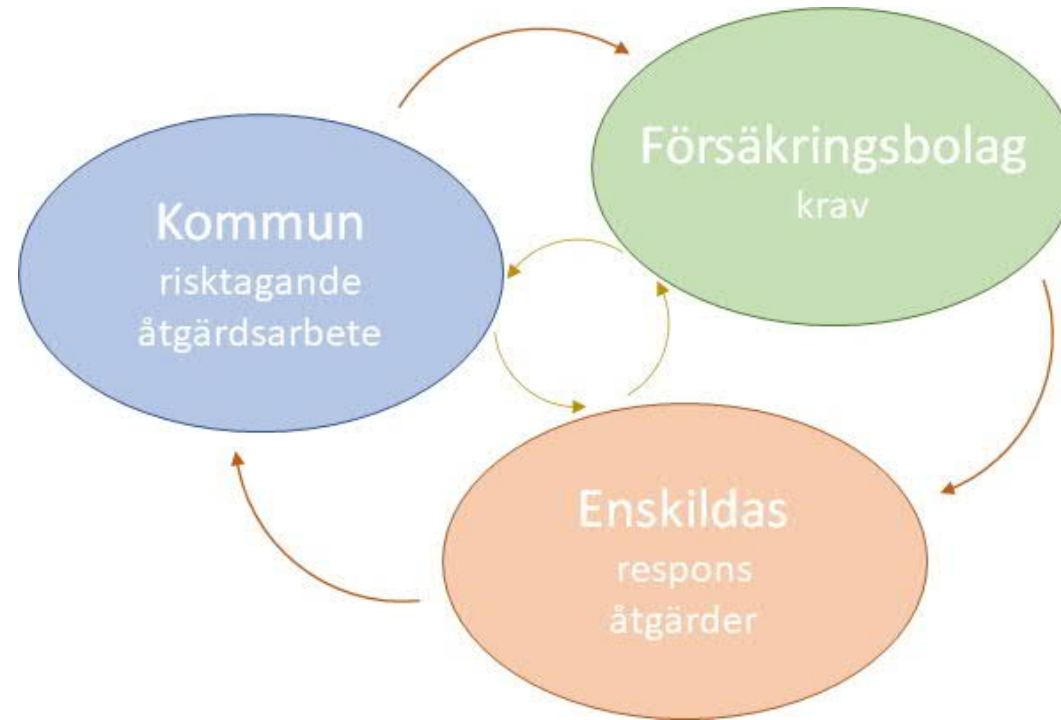 Kommun
risktagande
åtgärdsarbete
Försäkringsbolag
krav
Enskildas
respons
åtgärder